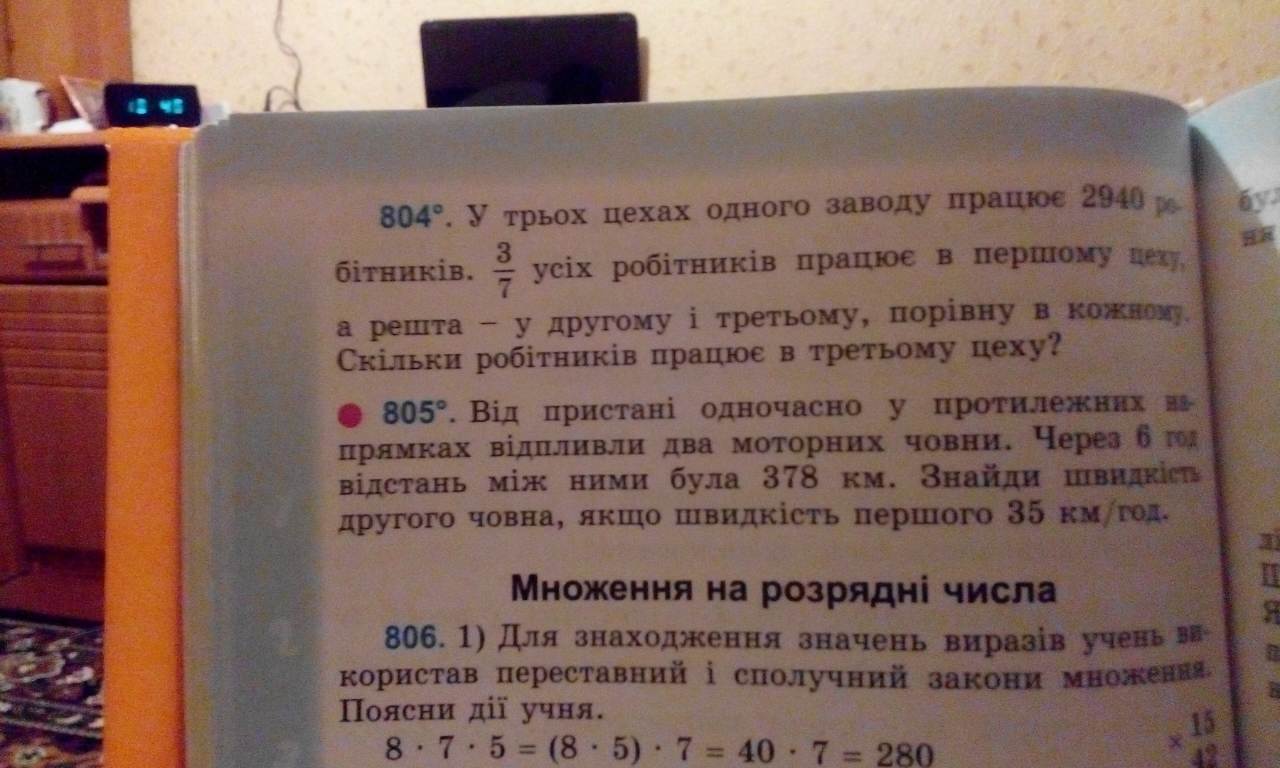 804°. У трьох цехах одного заводу працює 2940 ро-
бітників. 3/7 усіх робітників працює в першому цеху,
а решта – у другому і третьому, порівну в кожному.
Скільки робітників працює в третьому цеху?
805°. Від пристані одночасно у протилежних на-
прямках відпливли два моторних човни. Через 6 год
відстань між ними була 378 км. Знайди швидкість
другого човна, якщо швидкість першого 35 км/год.
Множення на розрядні числа
806. 1) Для знаходження значень виразів учень ви-
користав переставний і сполучний закони множення.
Поясни дії учня.
8 · 7 · 5 = (8 · 5) · 7 = 40 · 7 = 280
× 15